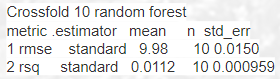 Crossfold 10 random forest
metric .estimator mean n std_err
1 rmse standard 9.98 10 0.0150
2 rsq standard 0.0112 10 0.000959